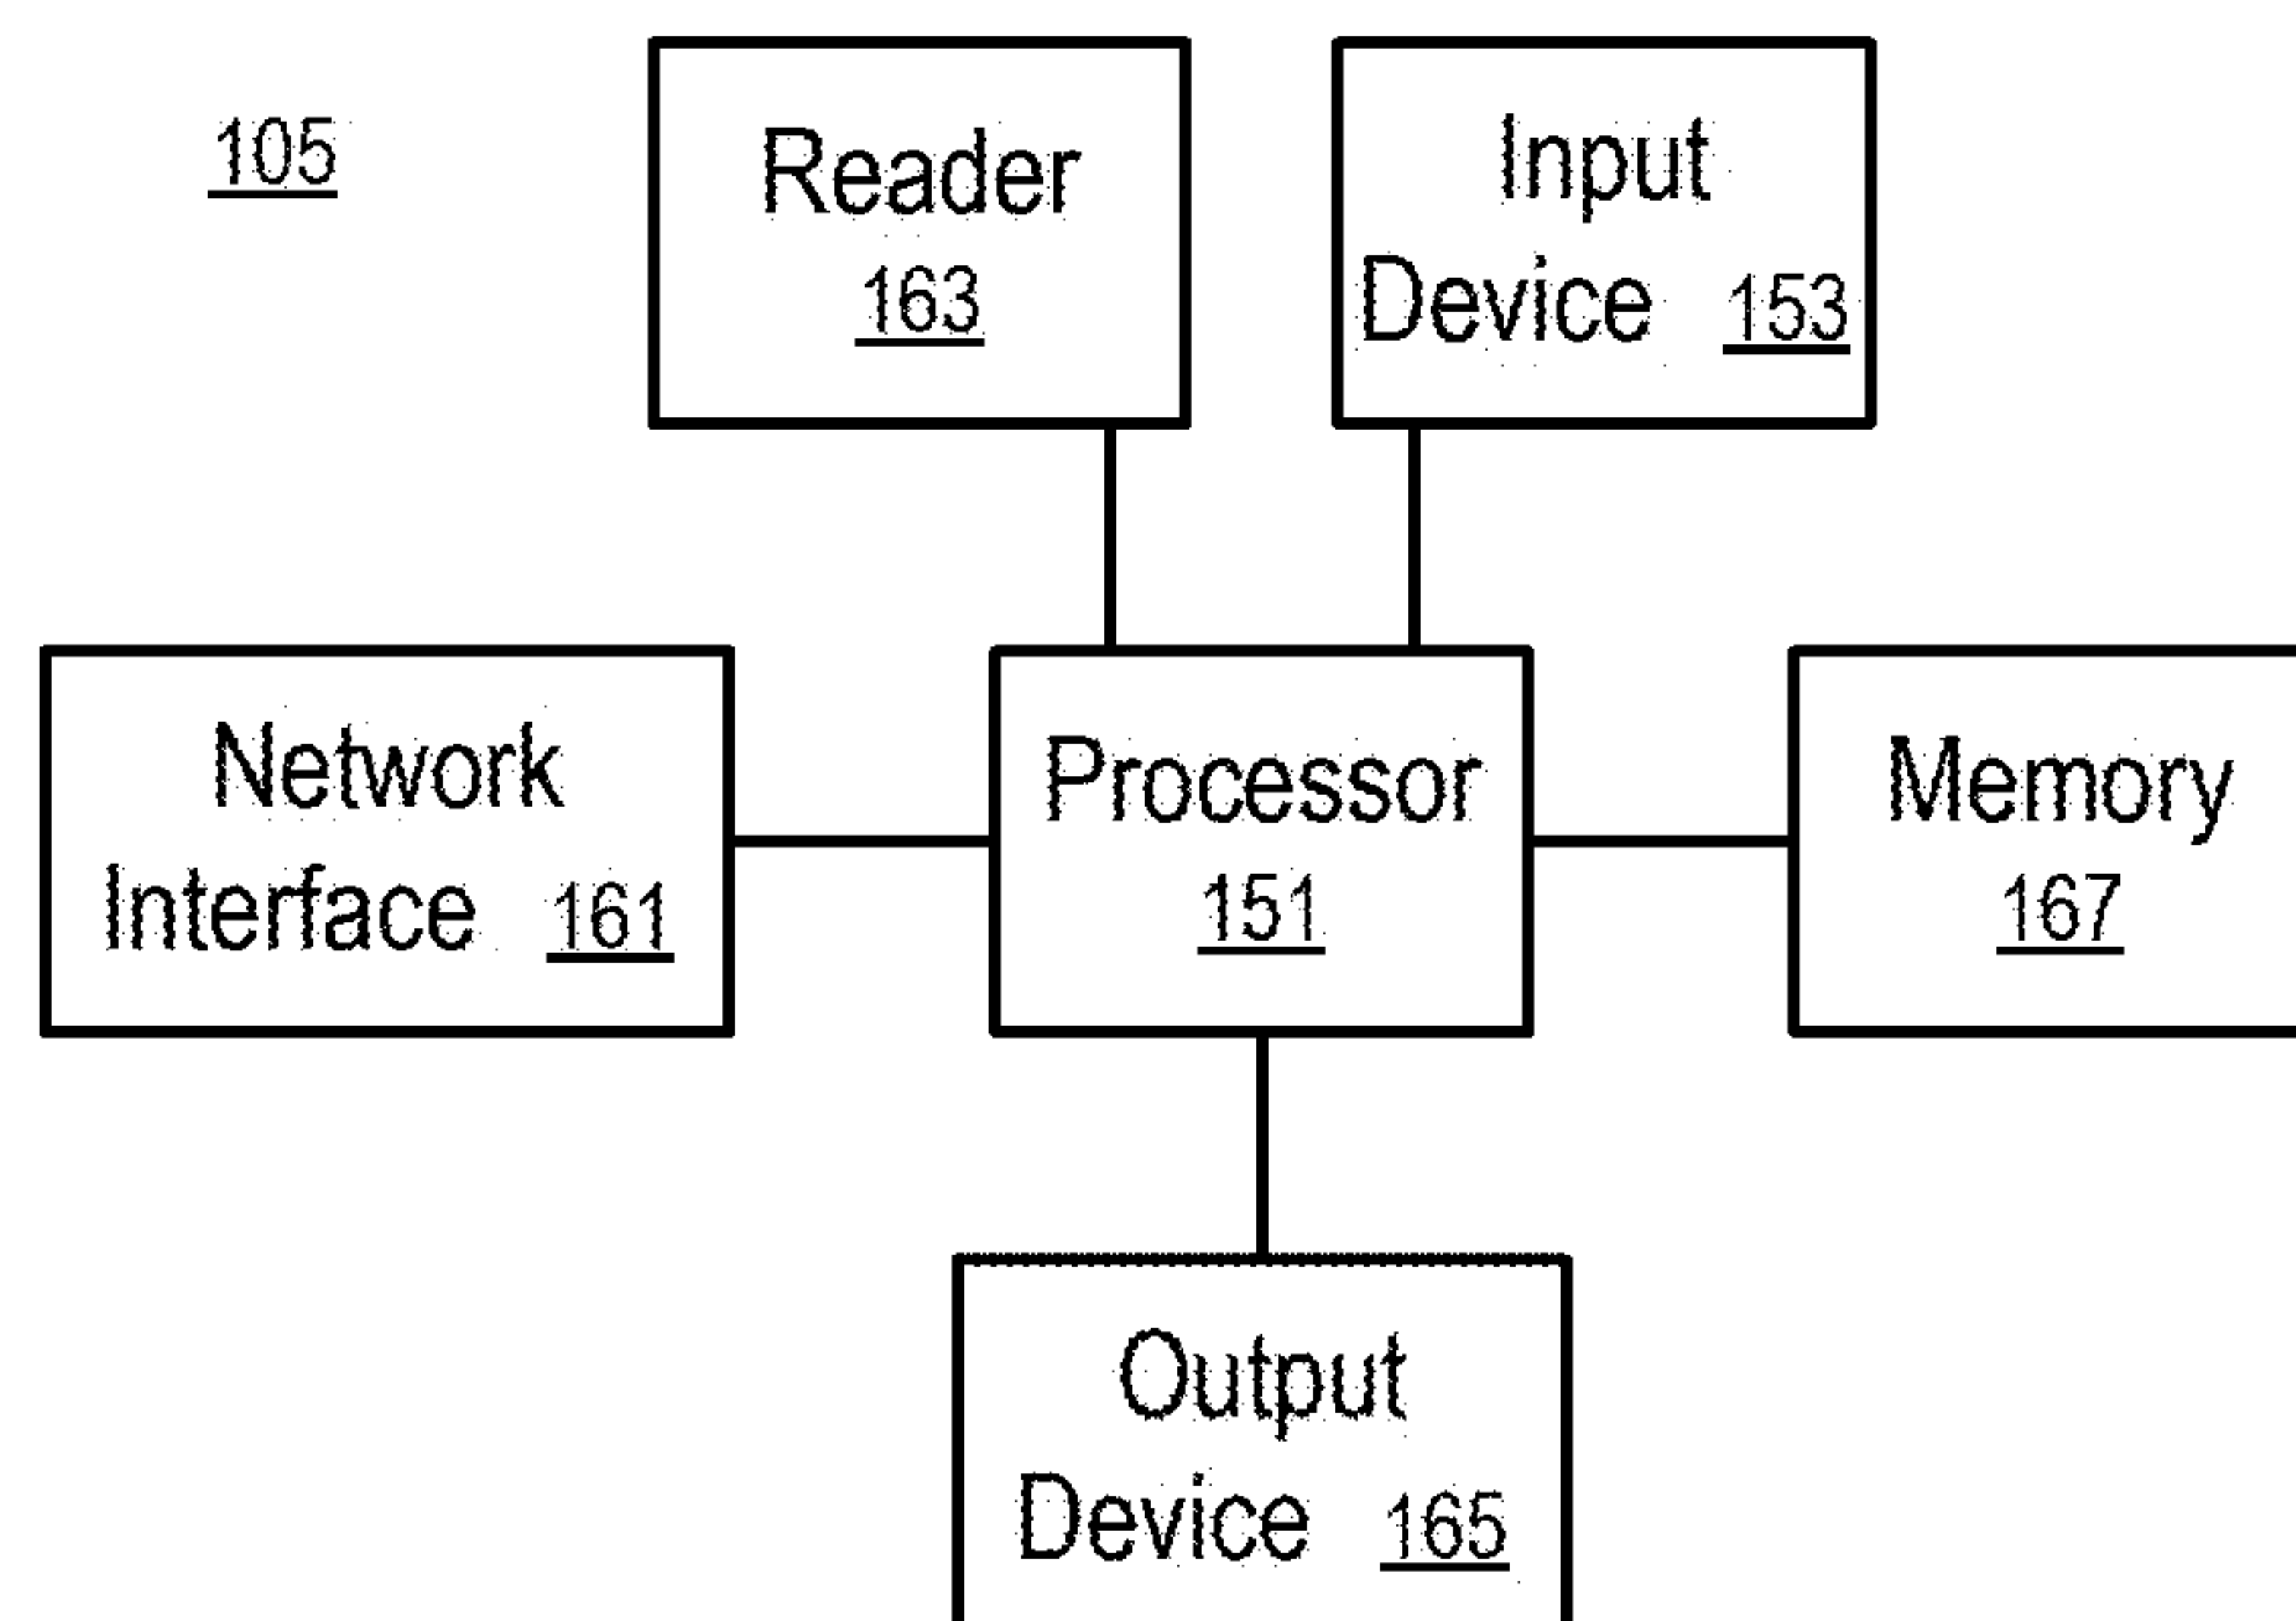 105
Reader
163
Input
Device 153
Network
Interface 161
Processor
151
Memory
167
Output
Device 165